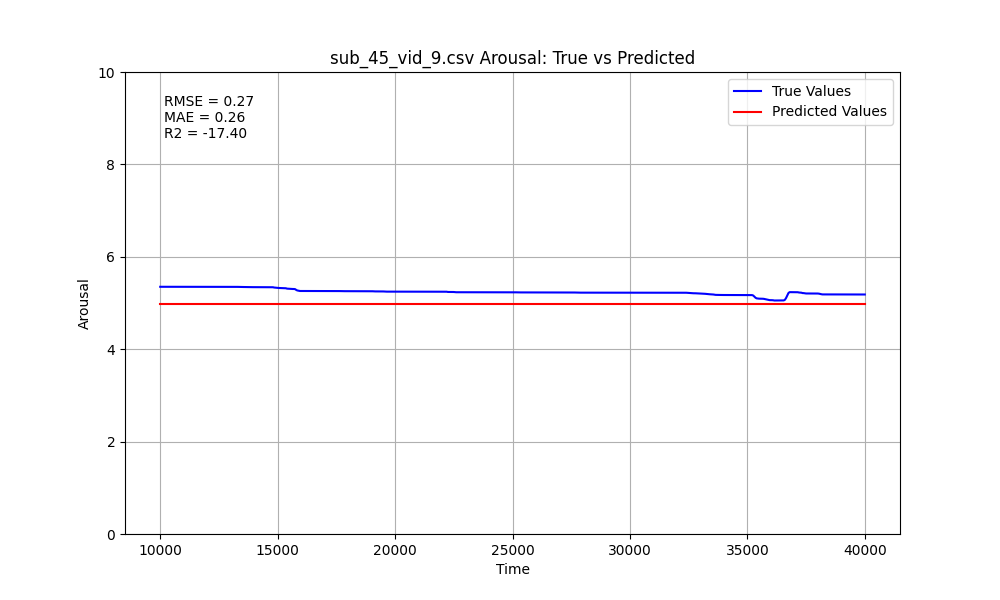 sub_45_vid_9.csv Arousal: True vs Predicted
RMSE = 0.27
MAE = 0.26
R2 = -17.40
True Values
Predicted Values
Arousal
10
8
6
4
2
0
10000 15000 20000 25000 30000 35000 40000
Time